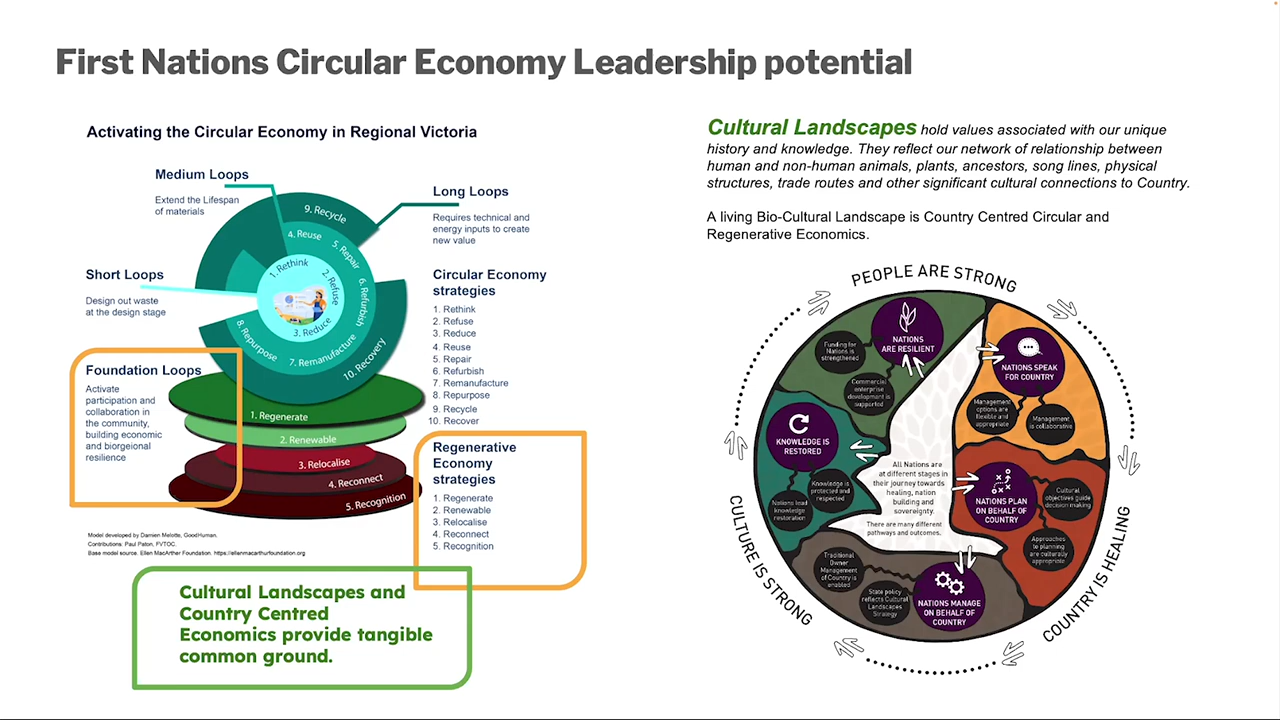 First Nations Circular Economy Leadership potential
Activating the Circular Economy in Regional Victoria
Medium Loops
Extend the Lifespan
of materials
Long Loops
Requires technical and
energy inputs to create
new value
Short Loops
Design out waste
at the design stage
9. Recycle
4. Reuse
5. Repair
1. Rethink
2. Refuse
3. Reduce
6. Refurbish
8. Repurpose
7. Remanufacture
10. Recovery
Circular Economy
strategies
1. Rethink
2. Refuse
3. Reduce
4. Reuse
5. Repair
6. Refurbish
7. Remanufacture
8. Repurpose
9. Recycle
10. Recover
Foundation Loops
Activate
participation and
collaboration in
the community,
building economic
and biorgeional
resilience
1. Regenerate
2. Renewable
3. Relocalise
4. Reconnect
5. Recognition
Regenerative
Economy
strategies
1. Regenerate
2. Renewable
3. Relocalise
4. Reconnect
5. Recognition
Model developed by Damien Melotte, GoodHuman.
Contributions: Paul Paton, FVTOC.
Base model source. Ellen MacArther Foundation. https://ellenmacarthurfoundation.org
Cultural Landscapes and
Country Centred
Economics provide tangible
common ground.
Cultural Landscapes hold values associated with our unique
history and knowledge. They reflect our network of relationship between
human and non-human animals, plants, ancestors, song lines, physical
structures, trade routes and other significant cultural connections to Country.
A living Bio-Cultural Landscape is Country Centred Circular and
Regenerative Economics.
PEOPLE ARE STRONG
NATIONS
ARE RESILIENT
Funding for
Nations is
strengthened
Commercial
enterprise
development is
supported
NATIONS SPEAK
FOR COUNTRY
Management
options are
flexible and
appropriate
Management
is collaborative
KNOWLEDGE IS
RESTORED
Knowledge is
protected and
respected
Nations lead
knowledge
restoration
All Nations are
at different stages in
their journey towards
healing, nation
building and
sovereignty.
There are many different
pathways and outcomes.
NATIONS PLAN
ON BEHALF OF
COUNTRY
Cultural
objectives guide
decision making
Approaches
to planning
are culturally
appropriate
Traditional
Owner
Management
of Country is
enabled
State policy
reflects Cultural
Landscapes
Strategy
NATIONS MANAGE
ON BEHALF OF
COUNTRY
CULTURE IS STRONG
COUNTRY IS HEALING